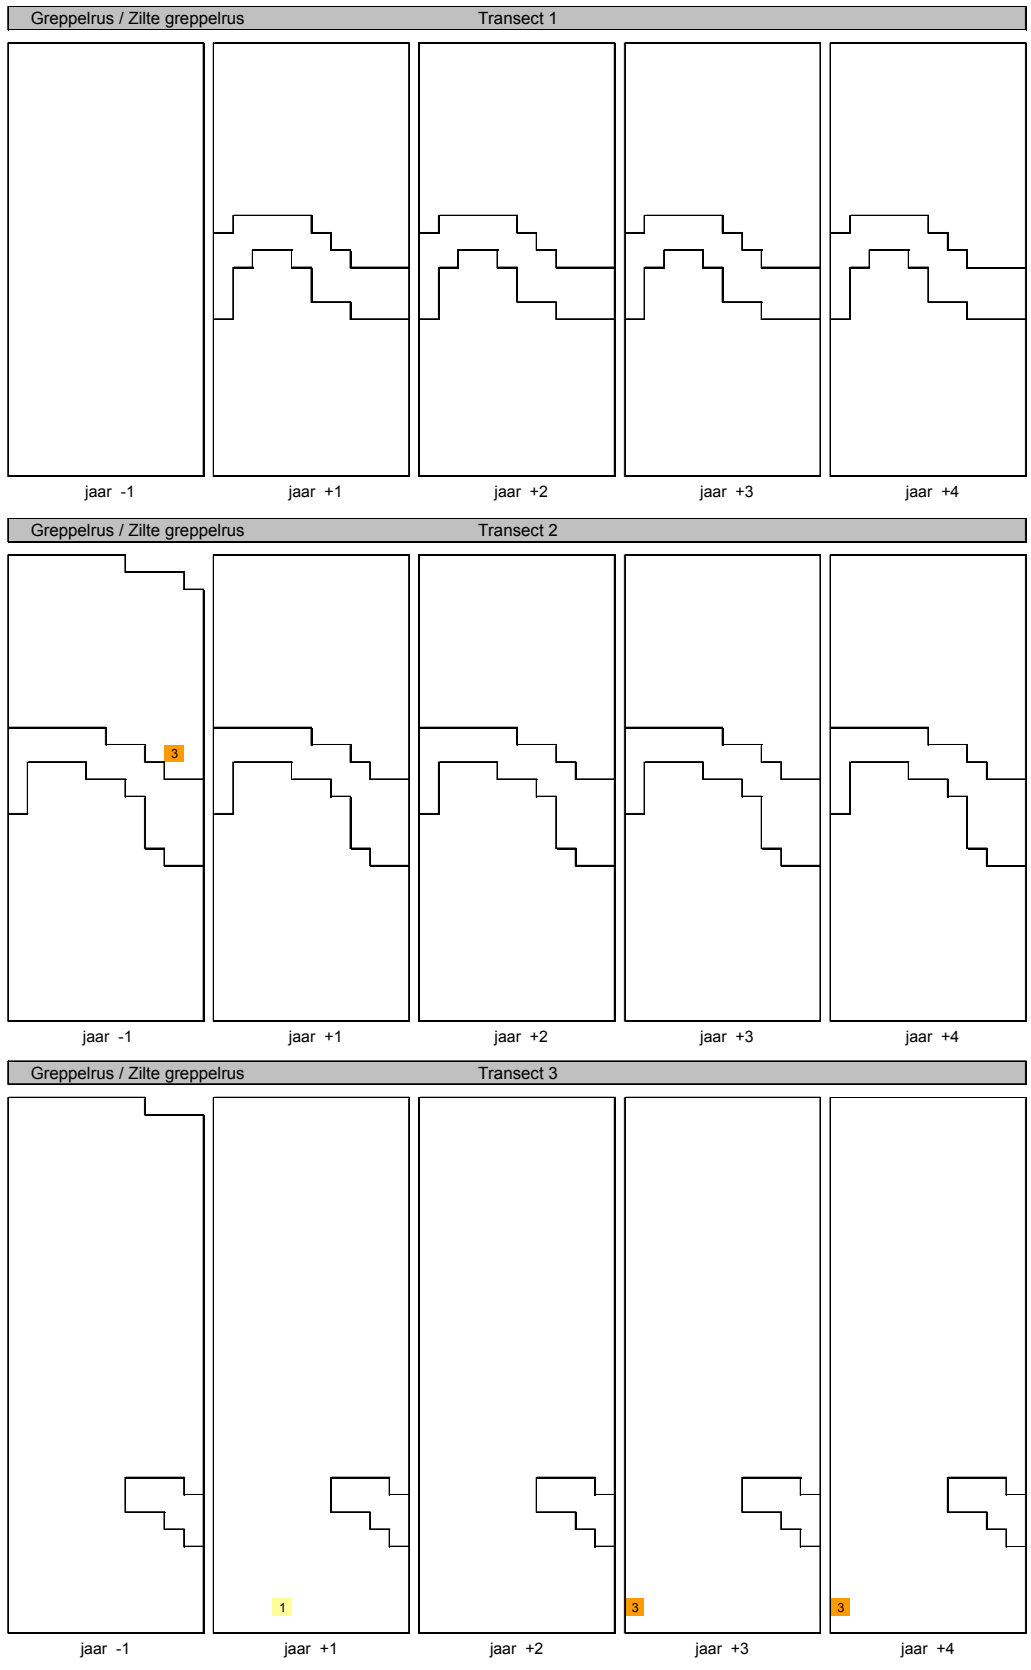 Greppelrus / Zilte greppelrus Transect 1
jaar -1 jaar +1 jaar +2 jaar +3 jaar +4
Greppelrus / Zilte greppelrus Transect 2
3
jaar -1 jaar +1 jaar +2 jaar +3 jaar +4
Greppelrus / Zilte greppelrus Transect 3
1 3 3
jaar -1 jaar +1 jaar +2 jaar +3 jaar +4